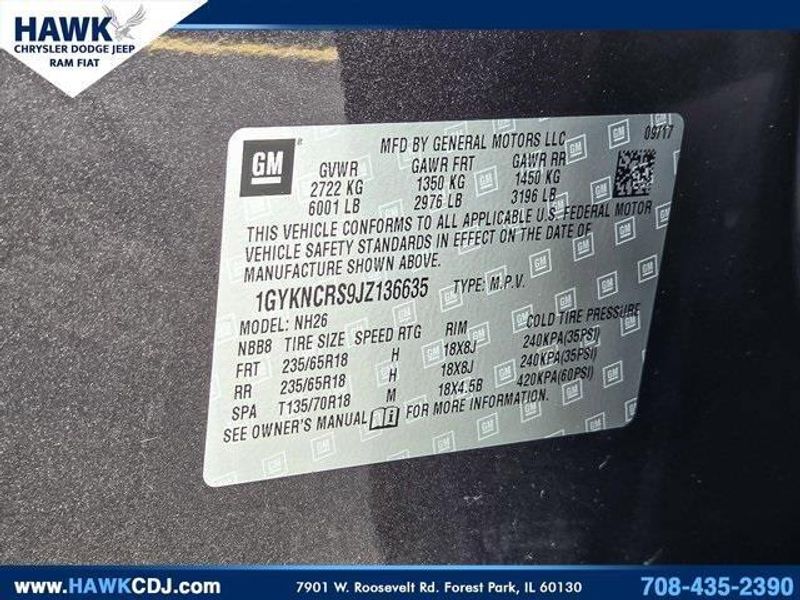 HAWK
CHRYSLER DODGE JEEP
RAM FIAT
GM
MFD BY GENERAL MOTORS LLC 09/17
GVWR GAWR FRT GAWR RR
2722 KG 1350 KG 1450 KG
6001 LB 2976 LB 3196 LB
THIS VEHICLE CONFORMS TO ALL APPLICABLE U.S. FEDERAL MOTOR
VEHICLE SAFETY STANDARDS IN EFFECT ON THE DATE OF
MANUFACTURE SHOWN ABOVE.
1GYKNCRS9JZ136635 TYPE: M.P.V.
MODEL: NH26
NBB8 TIRE SIZE SPEED RTG RIM COLD TIRE PRESSURE
FRT 235/65R18 H 18X8J 240KPA(35PSI)
RR 235/65R18 H 18X8J 240KPA(35PSI)
SPA T135/70R18 M 18X4.5B 420KPA(60PSI)
SEE OWNER'S MANUAL FOR MORE INFORMATION.
www.HAWKCDJ.com 7901 W. Roosevelt Rd. Forest Park, IL 60130 708-435-2390